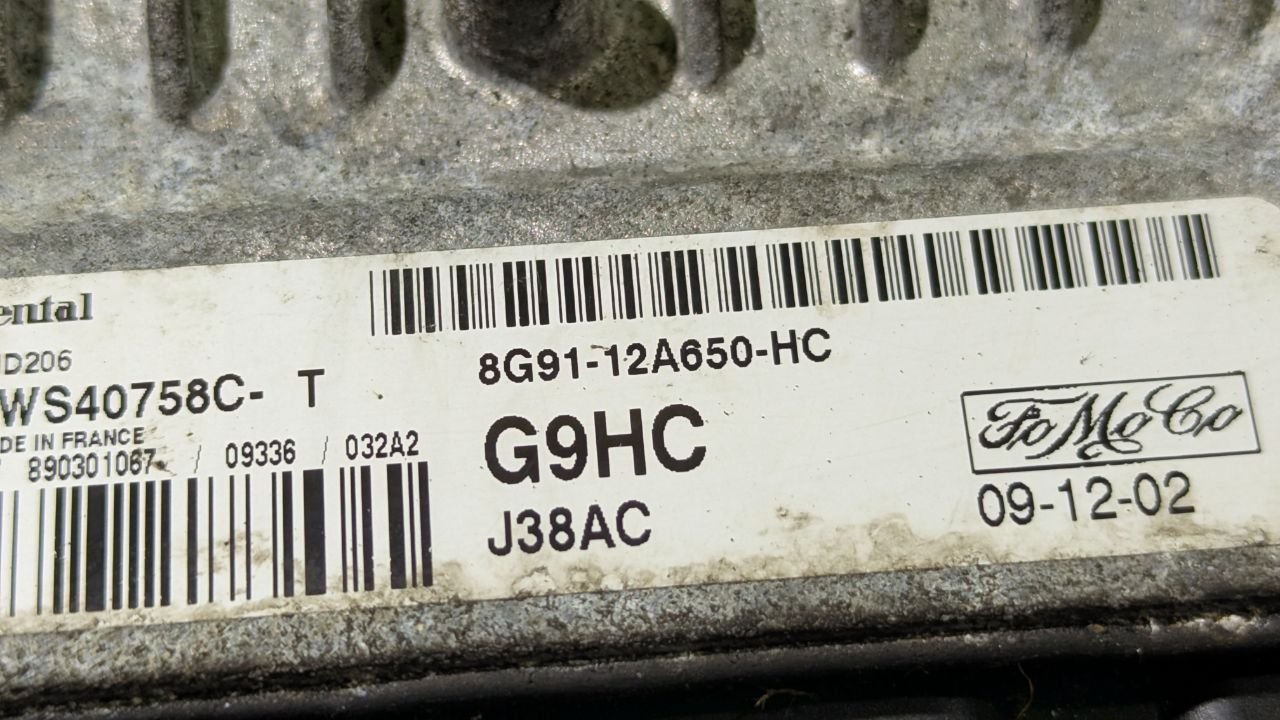 ental
D206
WS40758C- T
DE IN FRANCE
890301067 / 09336 / 032A2
8G91-12A650-HC
G9HC
J38AC
FoMoCo
09-12-02